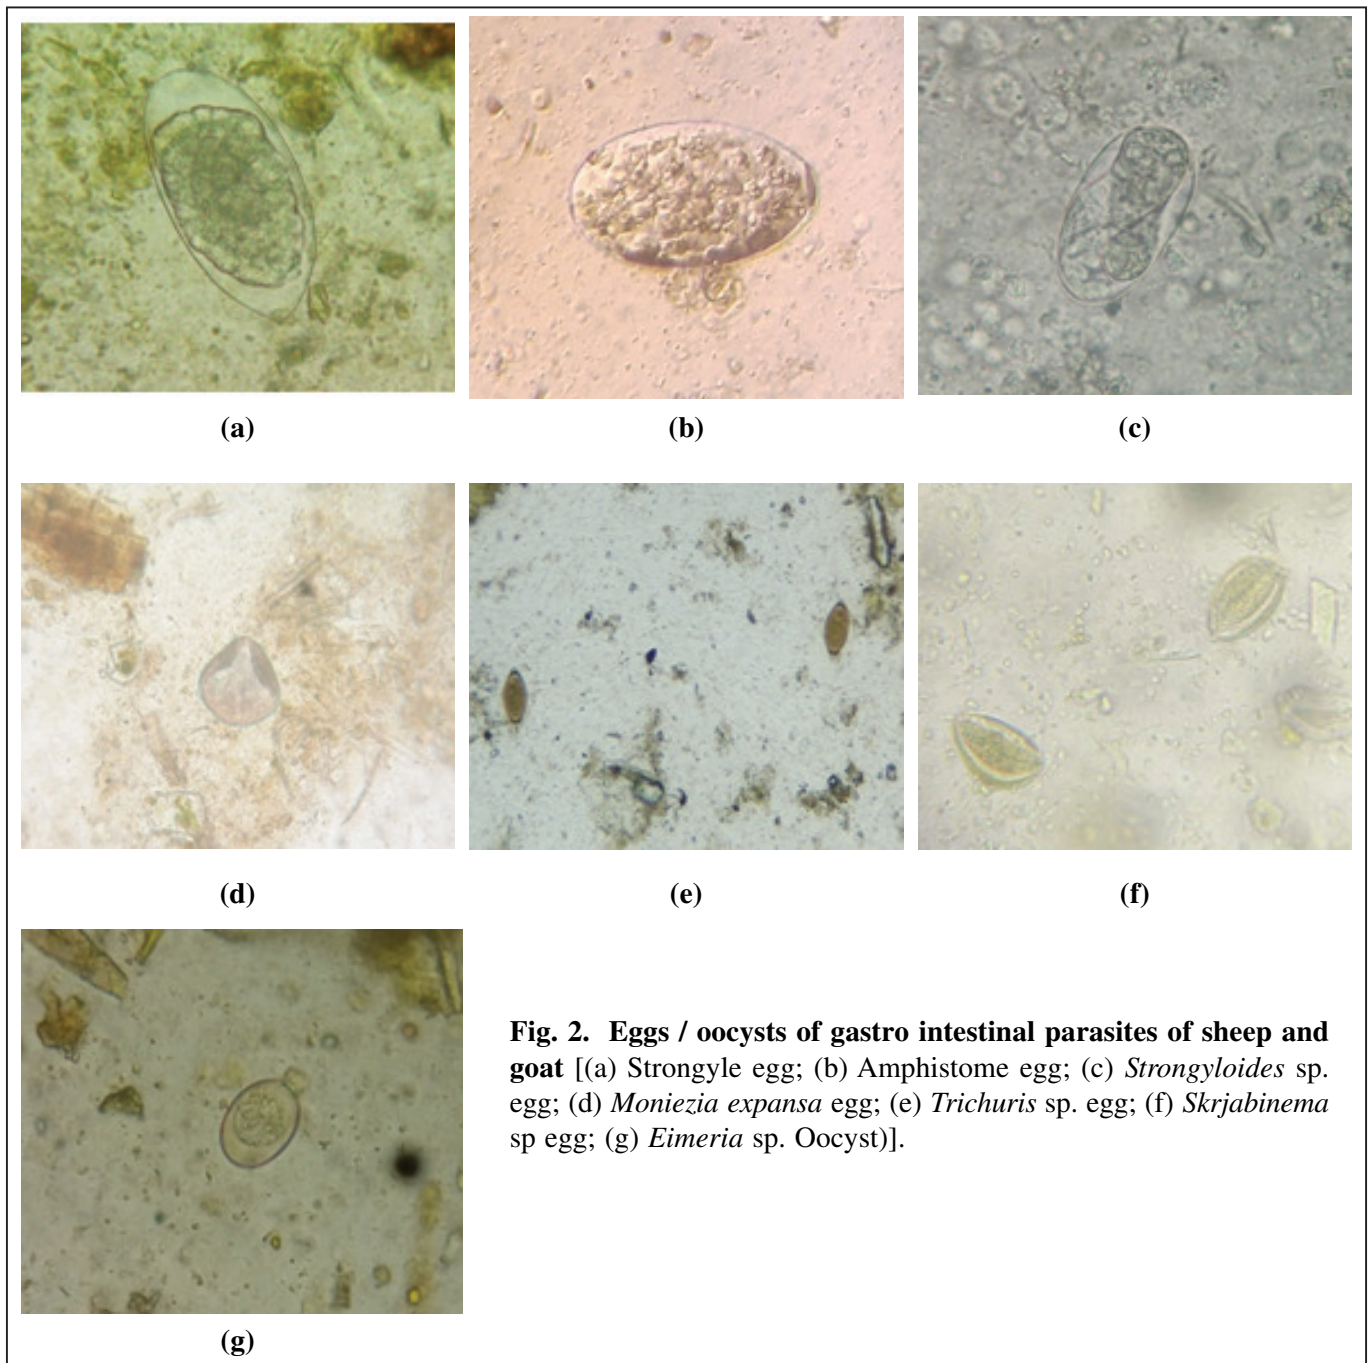 (a)
(b)
(c)
(d)
(e)
(f)
Fig. 2. Eggs / oocysts of gastro intestinal parasites of sheep and
goat [(a) Strongyle egg; (b) Amphistome egg; (c) Strongyloides sp.
egg; (d) Moniezia expansa egg; (e) Trichuris sp. egg; (f) Skrjabinema
sp egg; (g) Eimeria sp. Oocyst)].
(g)